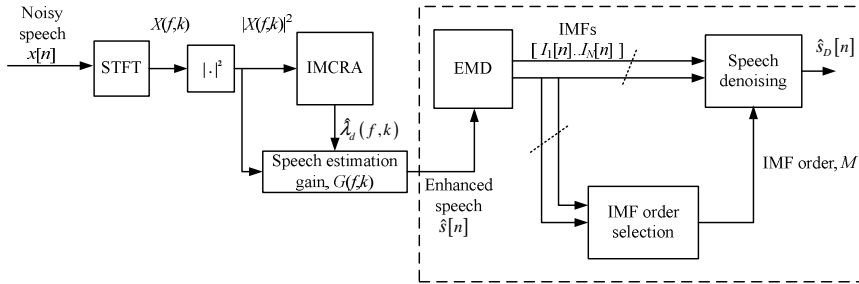 Noisy
speech
x[n]
X(f,k)
|X(f,k)|²
STFT
|.|²
IMCRA
λ̂d(f,k)
Speech estimation
gain, G(f,k)
Enhanced
speech
ŝ[n]
EMD
IMFs
[ I1[n]..IN[n] ]
Speech
denoising
ŝD[n]
IMF order, M
IMF order
selection